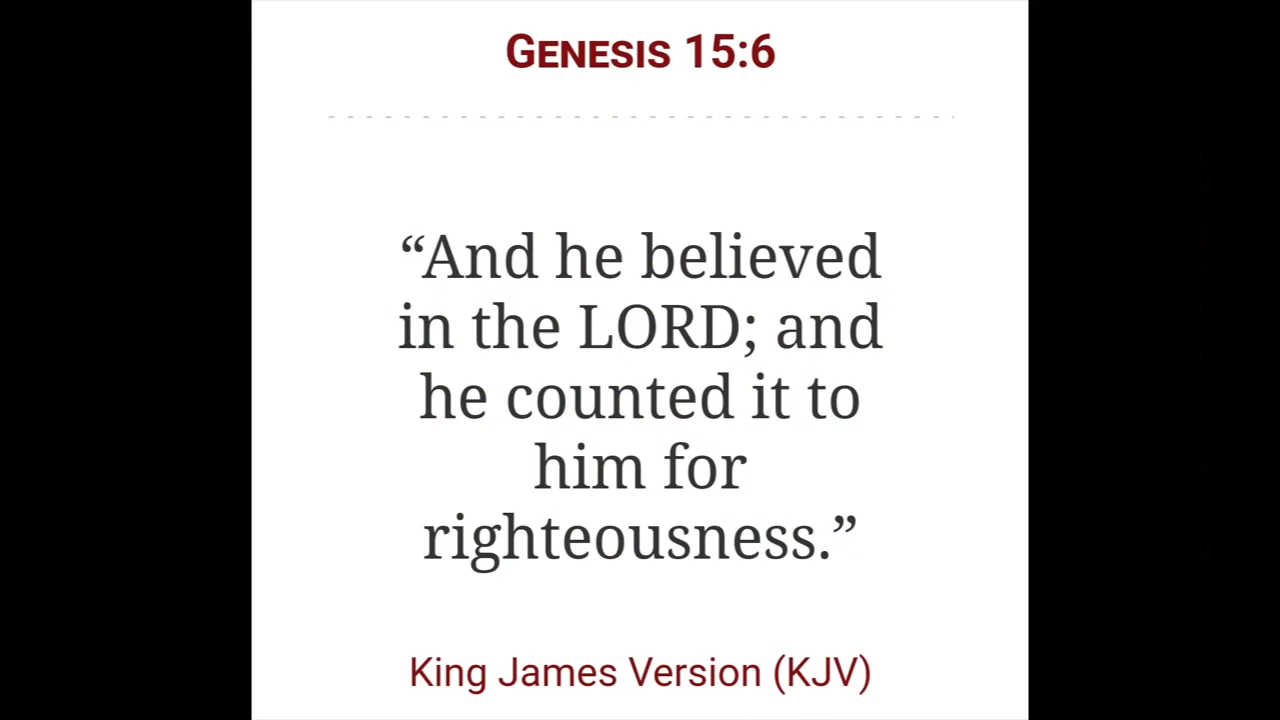 GENESIS 15:6
“And he believed
in the LORD; and
he counted it to
him for
righteousness.”
King James Version (KJV)